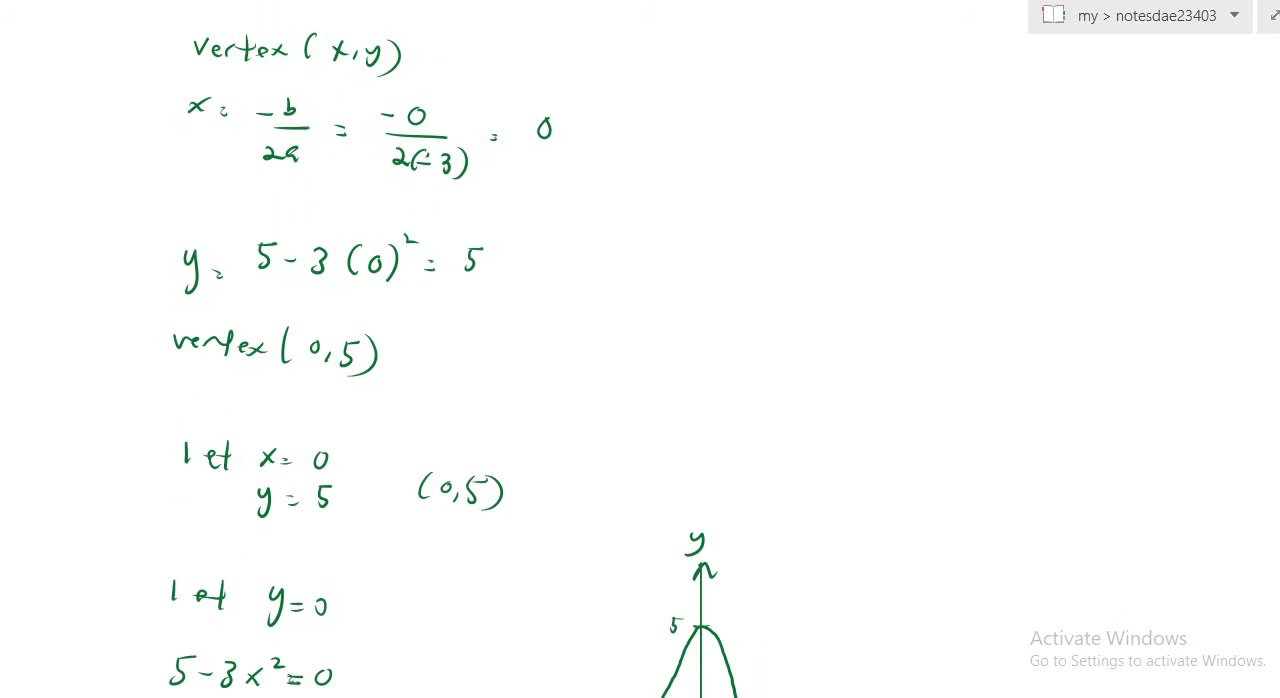 my > notesdae23403
vertex (x,y)
x = -b/2a = -0/2(-3) = 0
y = 5 - 3(0)² = 5
vertex (0,5)
let x = 0
y = 5 (0,5)
let y = 0
5 - 3x² = 0
y
5
Activate Windows
Go to Settings to activate Windows.